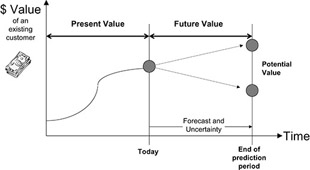 $ Value
of an
existing
customer
Present Value
Future Value
Potential
Value
Forecast and
Uncertainty
Time
Today
End of
prediction
period